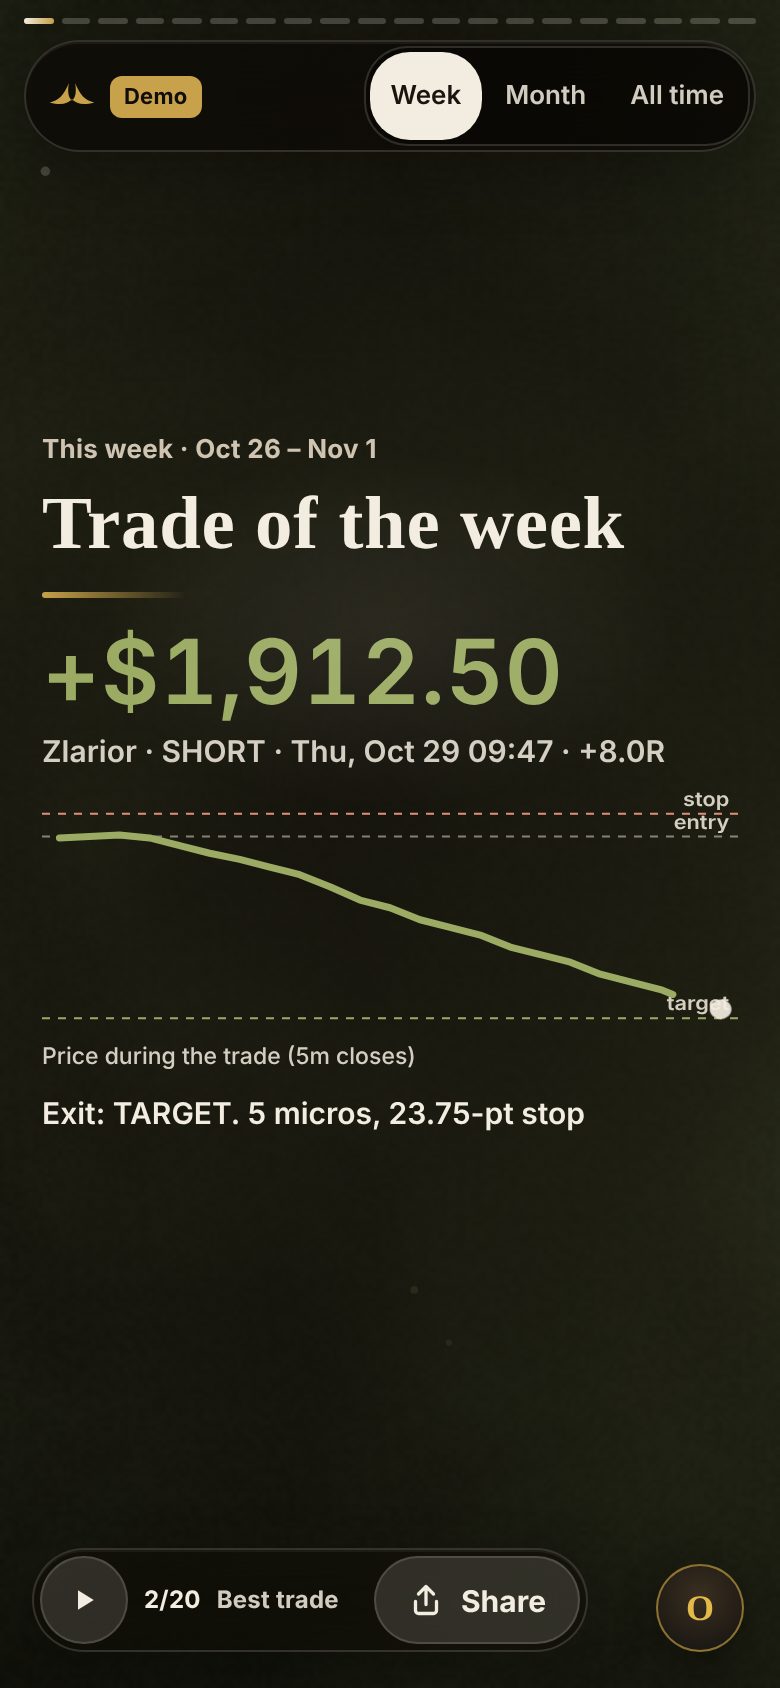 Demo
Week
Month
All time
This week · Oct 26 – Nov 1
Trade of the week
+$1,912.50
Zlarior · SHORT · Thu, Oct 29 09:47 · +8.0R
stop
entry
target
Price during the trade (5m closes)
Exit: TARGET. 5 micros, 23.75-pt stop
2/20 Best trade
Share
O